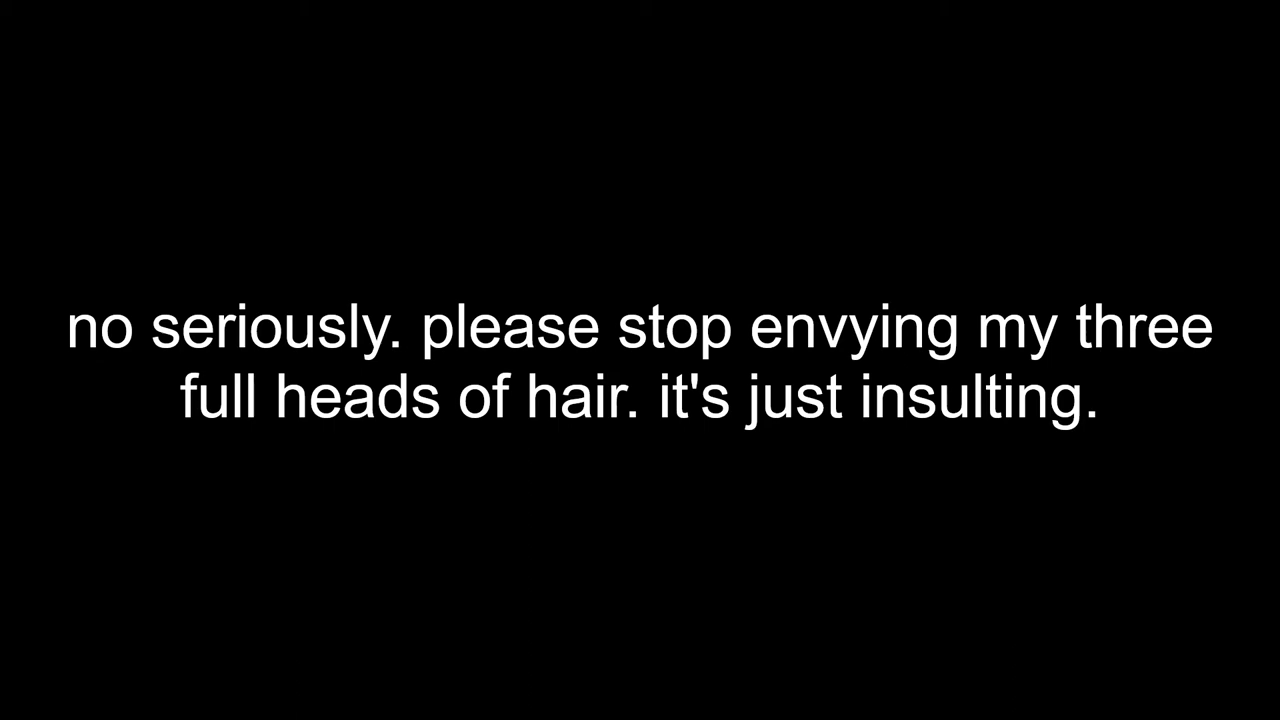 no seriously. please stop envying my three
full heads of hair. it's just insulting.